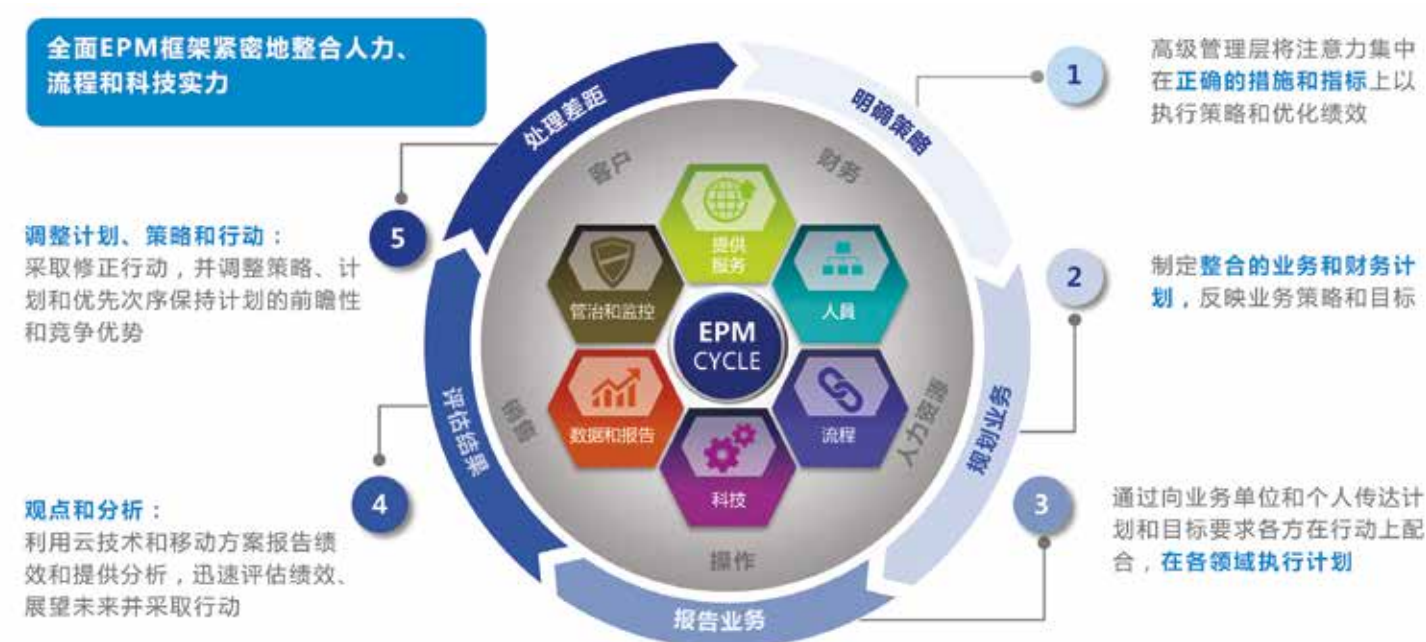 全面EPM框架紧密地整合人力、
流程和科技实力
处理差距
明确策略
规划业务
报告业务
评估结果
客户
财务
人力资源
操作
销售
提供
服务
人員
流程
科技
数据和报告
管治和监控
EPM
CYCLE
1
高级管理层将注意力集中
在正确的措施和指标上以
执行策略和优化绩效
2
制定整合的业务和财务计
划，反映业务策略和目标
3
通过向业务单位和个人传达计
划和目标要求各方在行动上配
合，在各领域执行计划
4
观点和分析：
利用云技术和移动方案报告绩
效和提供分析，迅速评估绩效、
展望未来并采取行动
5
调整计划、策略和行动：
采取修正行动，并调整策略、计
划和优先次序保持计划的前瞻性
和竞争优势